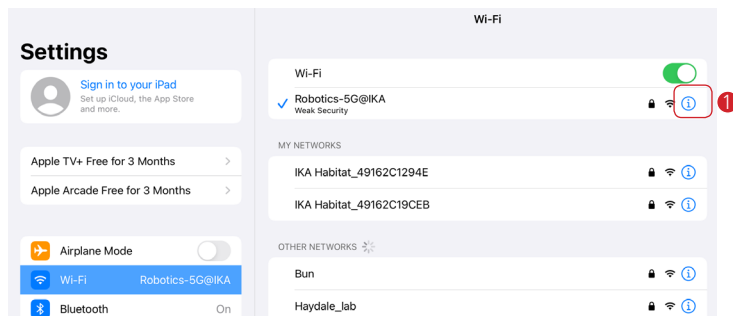 Wi-Fi
Settings
Sign in to your iPad
Set up iCloud, the App Store
and more.
Apple TV+ Free for 3 Months
Apple Arcade Free for 3 Months
Airplane Mode
Wi-Fi Robotics-5G@IKA
Bluetooth On
Wi-Fi
Robotics-5G@IKA
Weak Security
1
MY NETWORKS
IKA Habitat_49162C1294E
IKA Habitat_49162C19CEB
OTHER NETWORKS
Bun
Haydale_lab